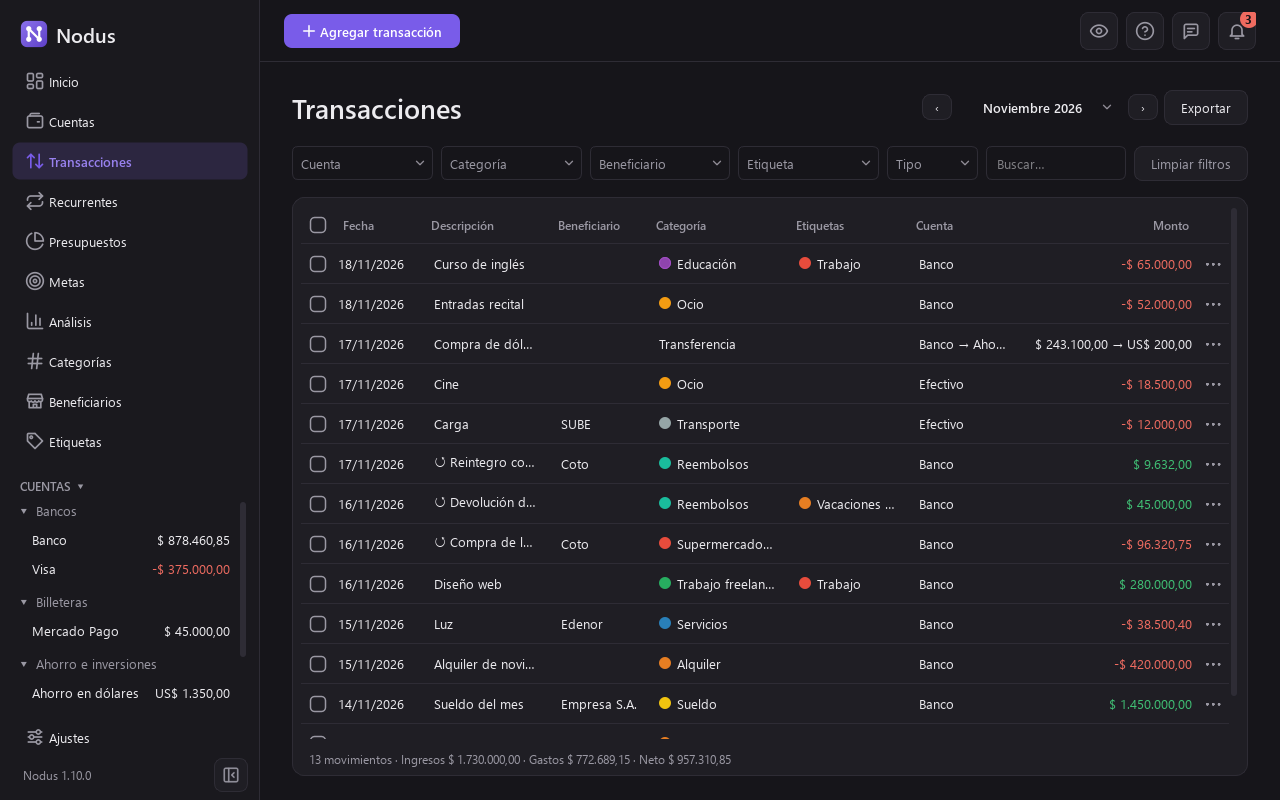 Nodus
Inicio
Cuentas
Transacciones
Recurrentes
Presupuestos
Metas
Análisis
Categorías
Beneficiarios
Etiquetas
CUENTAS
Bancos
Banco $ 878.460,85
Visa -$ 375.000,00
Billeteras
Mercado Pago $ 45.000,00
Ahorro e inversiones
Ahorro en dólares US$ 1.350,00
Ajustes
Nodus 1.10.0
Agregar transacción
3
Transacciones
‹ Noviembre 2026 › Exportar
Cuenta Categoría Beneficiario Etiqueta Tipo Buscar... Limpiar filtros
Fecha Descripción Beneficiario Categoría Etiquetas Cuenta Monto
18/11/2026 Curso de inglés Educación Trabajo Banco -$ 65.000,00
18/11/2026 Entradas recital Ocio Banco -$ 52.000,00
17/11/2026 Compra de dól... Transferencia Banco → Aho... $ 243.100,00 → US$ 200,00
17/11/2026 Cine Ocio Efectivo -$ 18.500,00
17/11/2026 Carga SUBE Transporte Efectivo -$ 12.000,00
17/11/2026 Reintegro co... Coto Reembolsos Banco $ 9.632,00
16/11/2026 Devolución d... Reembolsos Vacaciones ... Banco $ 45.000,00
16/11/2026 Compra de l... Coto Supermercado... Banco -$ 96.320,75
16/11/2026 Diseño web Trabajo freelan... Trabajo Banco $ 280.000,00
15/11/2026 Luz Edenor Servicios Banco -$ 38.500,40
15/11/2026 Alquiler de novi... Alquiler Banco -$ 420.000,00
14/11/2026 Sueldo del mes Empresa S.A. Sueldo Banco $ 1.450.000,00
13 movimientos · Ingresos $ 1.730.000,00 · Gastos $ 772.689,15 · Neto $ 957.310,85